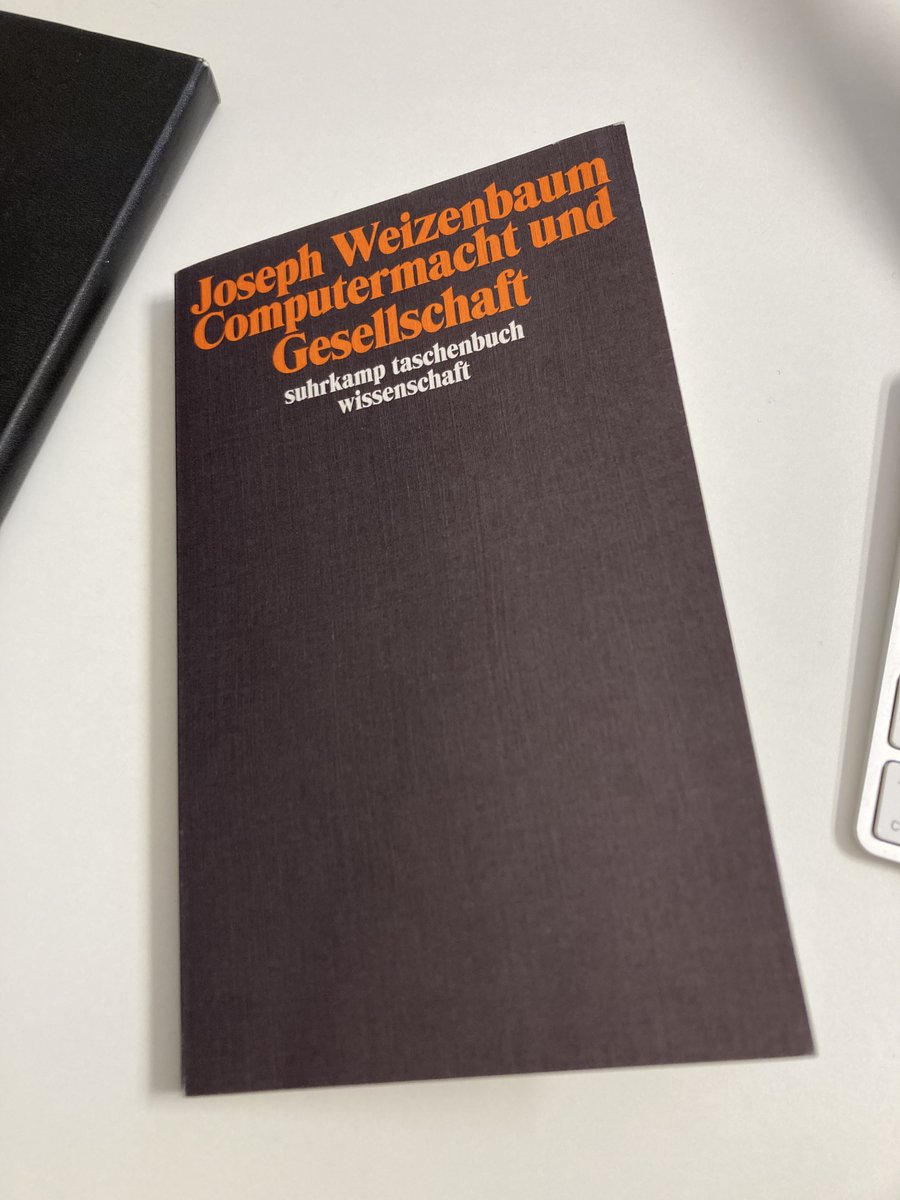 Joseph Weizenbaum
Computermacht und
Gesellschaft
suhrkamp taschenbuch
wissenschaft